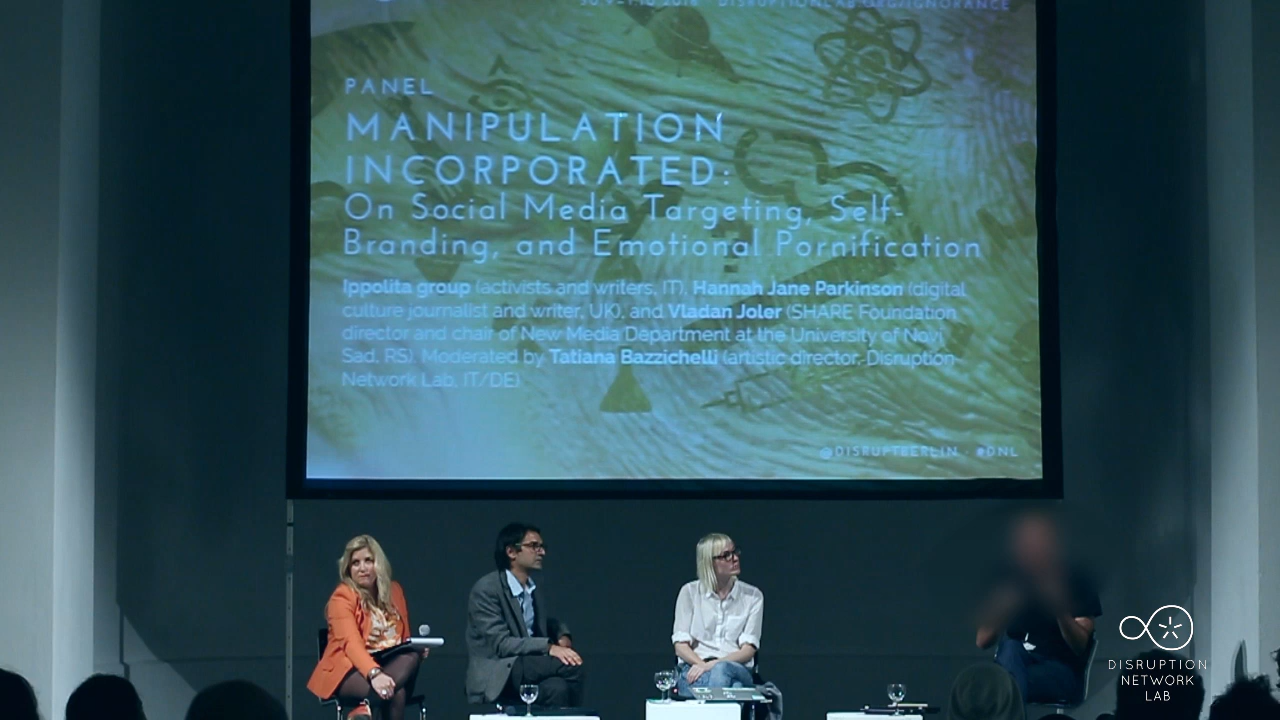 DISRUPTIONLAB.ORG/IGNORANCE
PANEL
MANIPULATION
INCORPORATED:
On Social Media Targeting, Self-
Branding, and Emotional Pornification
Ippolita group (activists and writers, IT), Hannah Jane Parkinson (digital
culture journalist and writer, UK), and Vladan Joler (SHARE Foundation
director and chair of New Media Department at the University of Novi
Sad, RS). Moderated by Tatiana Bazzichelli (artistic director, Disruption
Network Lab, IT/DE)
@DISRUPTBERLIN · #DNL
DISRUPTION
NETWORK
LAB